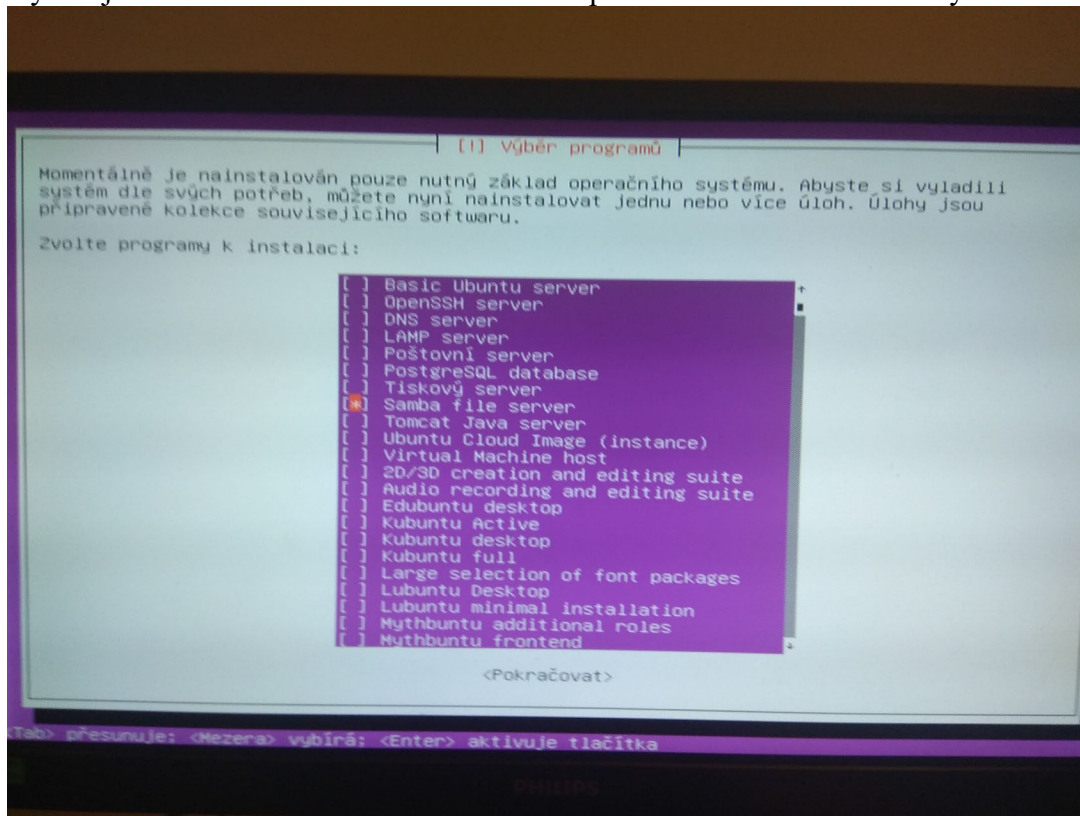 [!] Výběr programů
Momentálně je nainstalován pouze nutný základ operačního systému. Abyste si vyladili
systém dle svých potřeb, můžete nyní nainstalovat jednu nebo více úloh. Úlohy jsou
připravené kolekce souvisejícího softwaru.
Zvolte programy k instalaci:
[ ] Basic Ubuntu server
[ ] OpenSSH server
[ ] DNS server
[ ] LAMP server
[ ] Poštovní server
[ ] PostgreSQL database
[ ] Tiskový server
[*] Samba file server
[ ] Tomcat Java server
[ ] Ubuntu Cloud Image (instance)
[ ] Virtual Machine host
[ ] 2D/3D creation and editing suite
[ ] Audio recording and editing suite
[ ] Edubuntu desktop
[ ] Kubuntu Active
[ ] Kubuntu desktop
[ ] Kubuntu full
[ ] Large selection of font packages
[ ] Lubuntu Desktop
[ ] Lubuntu minimal installation
[ ] Mythbuntu additional roles
[ ] Mythbuntu frontend
<Pokračovat>
<Tab> přesunuje; <Mezera> vybírá; <Enter> aktivuje tlačítka
PHILIPS